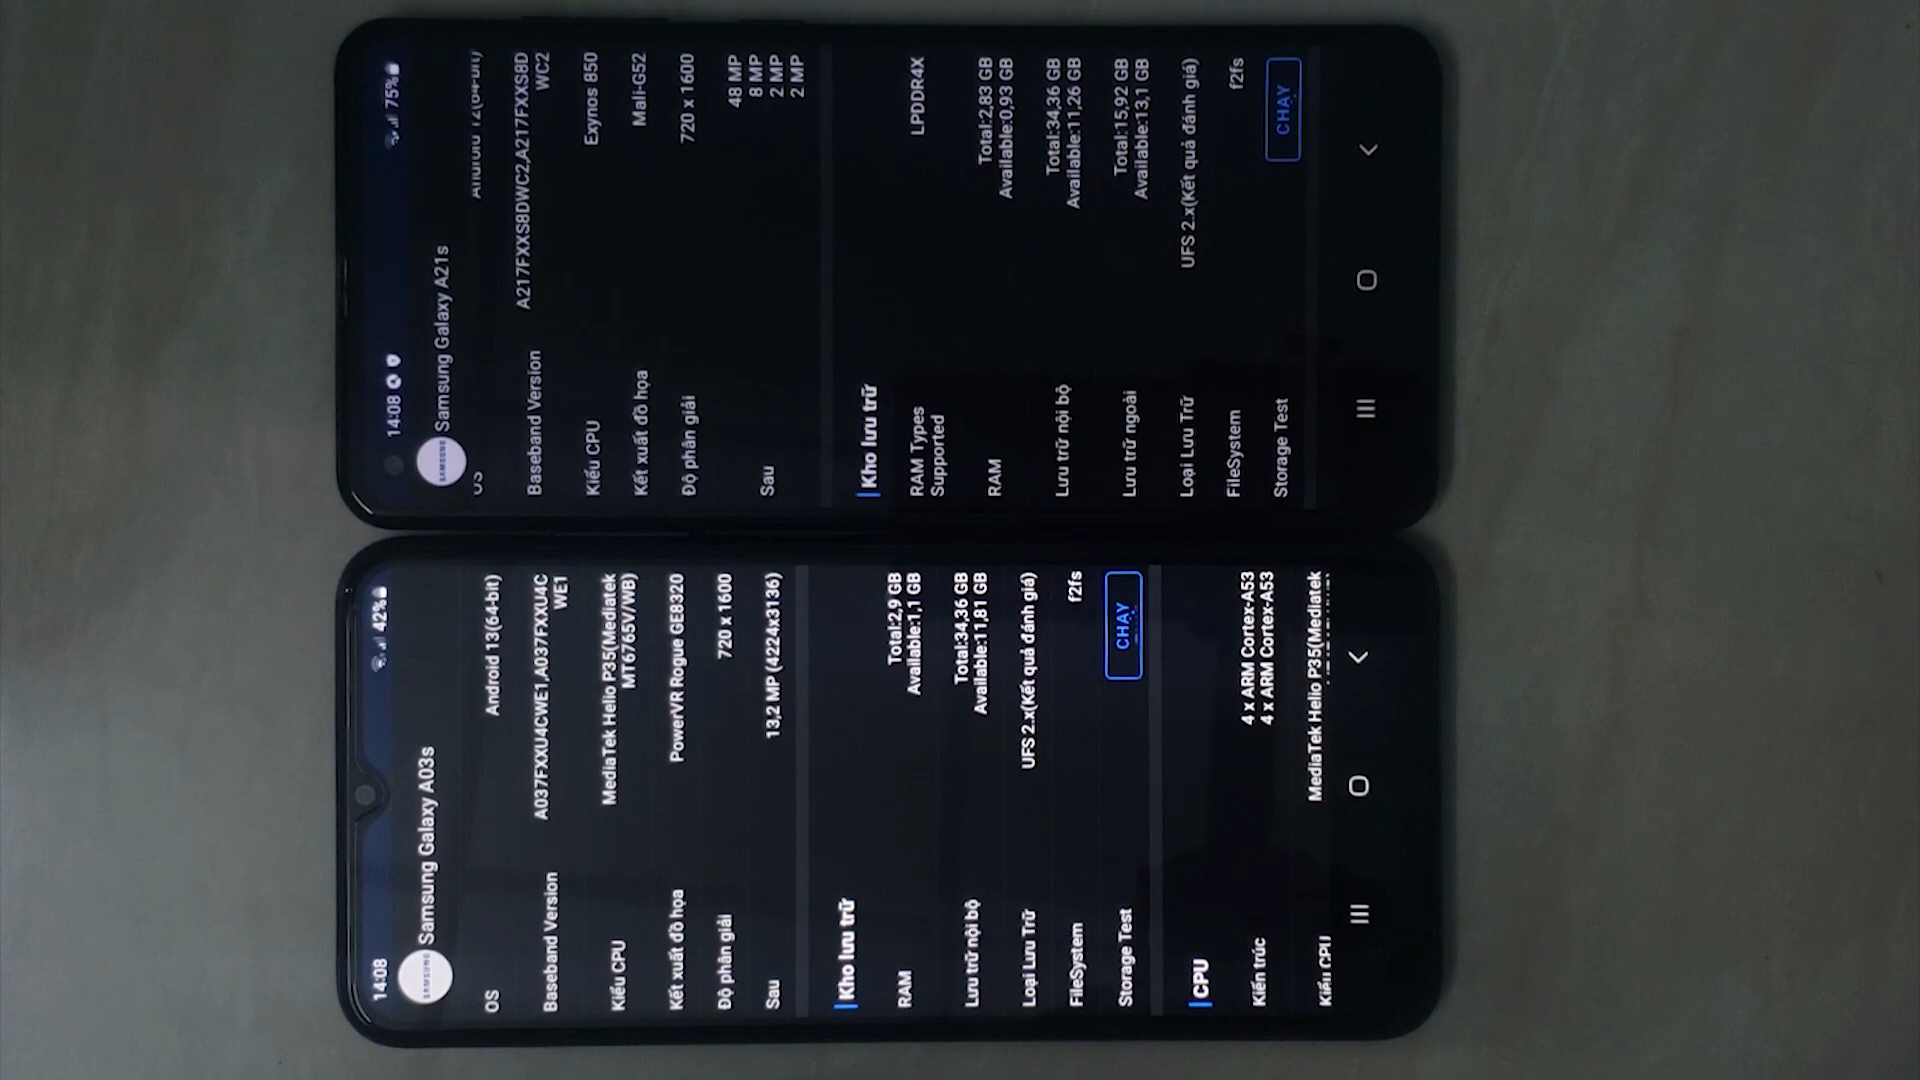 14:08
75%
SAMSUNG
Samsung Galaxy A21s
OS
Android 12(64-bit)
Baseband Version
A217FXXS8DWC2,A217FXXS8D
WC2
Kiểu CPU
Exynos 850
Kết xuất đồ họa
Mali-G52
Độ phân giải
720 x 1600
Sau
48 MP
8 MP
2 MP
2 MP
Kho lưu trữ
RAM Types
Supported
LPDDR4X
RAM
Total:2,83 GB
Available:0,93 GB
Lưu trữ nội bộ
Total:34,36 GB
Available:11,26 GB
Lưu trữ ngoài
Total:15,92 GB
Available:13,1 GB
Loại Lưu Trữ
UFS 2.x(Kết quả đánh giá)
FileSystem
f2fs
Storage Test
CHẠY
14:08
42%
SAMSUNG
Samsung Galaxy A03s
OS
Android 13(64-bit)
Baseband Version
A037FXXU4CWE1,A037FXXU4C
WE1
Kiểu CPU
MediaTek Helio P35(Mediatek
MT6765V/WB)
Kết xuất đồ họa
PowerVR Rogue GE8320
Độ phân giải
720 x 1600
Sau
13,2 MP (4224x3136)
Kho lưu trữ
RAM
Total:2,9 GB
Available:1,1 GB
Lưu trữ nội bộ
Total:34,36 GB
Available:11,81 GB
Loại Lưu Trữ
UFS 2.x(Kết quả đánh giá)
FileSystem
f2fs
Storage Test
CHẠY
CPU
Kiến trúc
4 x ARM Cortex-A53
4 x ARM Cortex-A53
Kiểu CPU
MediaTek Helio P35(Mediatek